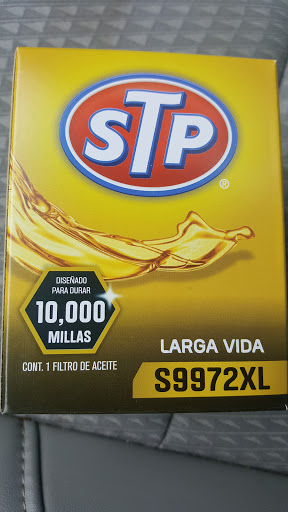 STP
®
DISEÑADO
PARA DURAR
10,000
MILLAS
LARGA VIDA
CONT. 1 FILTRO DE ACEITE
S9972XL